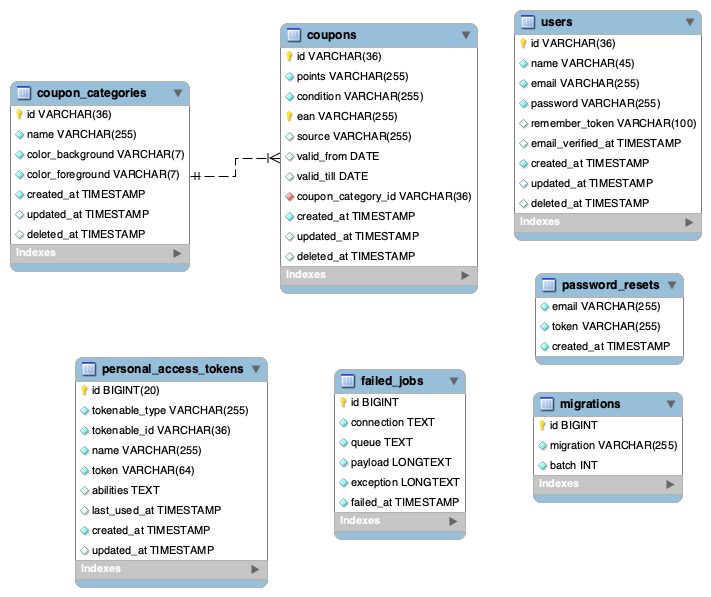 coupon_categories
id VARCHAR(36)
name VARCHAR(255)
color_background VARCHAR(7)
color_foreground VARCHAR(7)
created_at TIMESTAMP
updated_at TIMESTAMP
deleted_at TIMESTAMP
Indexes
coupons
id VARCHAR(36)
points VARCHAR(255)
condition VARCHAR(255)
ean VARCHAR(255)
source VARCHAR(255)
valid_from DATE
valid_till DATE
coupon_category_id VARCHAR(36)
created_at TIMESTAMP
updated_at TIMESTAMP
deleted_at TIMESTAMP
Indexes
users
id VARCHAR(36)
name VARCHAR(45)
email VARCHAR(255)
password VARCHAR(255)
remember_token VARCHAR(100)
email_verified_at TIMESTAMP
created_at TIMESTAMP
updated_at TIMESTAMP
deleted_at TIMESTAMP
Indexes
password_resets
email VARCHAR(255)
token VARCHAR(255)
created_at TIMESTAMP
personal_access_tokens
id BIGINT(20)
tokenable_type VARCHAR(255)
tokenable_id VARCHAR(36)
name VARCHAR(255)
token VARCHAR(64)
abilities TEXT
last_used_at TIMESTAMP
created_at TIMESTAMP
updated_at TIMESTAMP
Indexes
failed_jobs
id BIGINT
connection TEXT
queue TEXT
payload LONGTEXT
exception LONGTEXT
failed_at TIMESTAMP
Indexes
migrations
id BIGINT
migration VARCHAR(255)
batch INT
Indexes